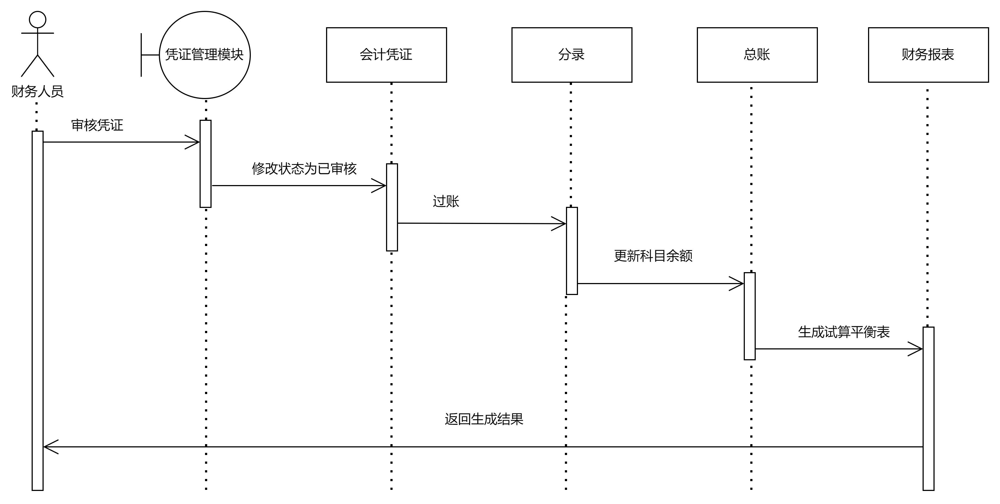 凭证管理模块
会计凭证
分录
总账
财务报表
财务人员
审核凭证
修改状态为已审核
过账
更新科目余额
生成试算平衡表
返回生成结果